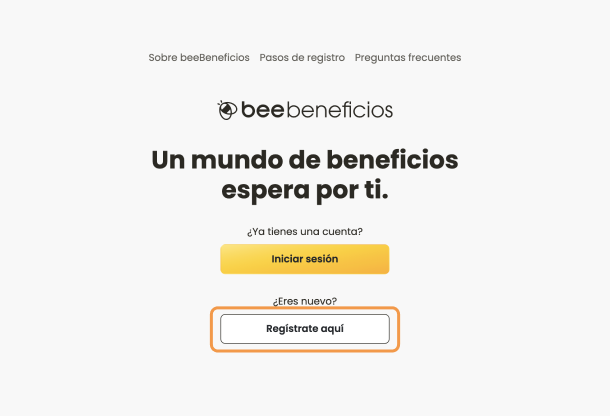 Sobre beeBeneficios Pasos de registro Preguntas frecuentes
beebeneficios
Un mundo de beneficios
espera por ti.
¿Ya tienes una cuenta?
Iniciar sesión
¿Eres nuevo?
Regístrate aquí